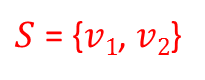 S = {v₁, v₂}